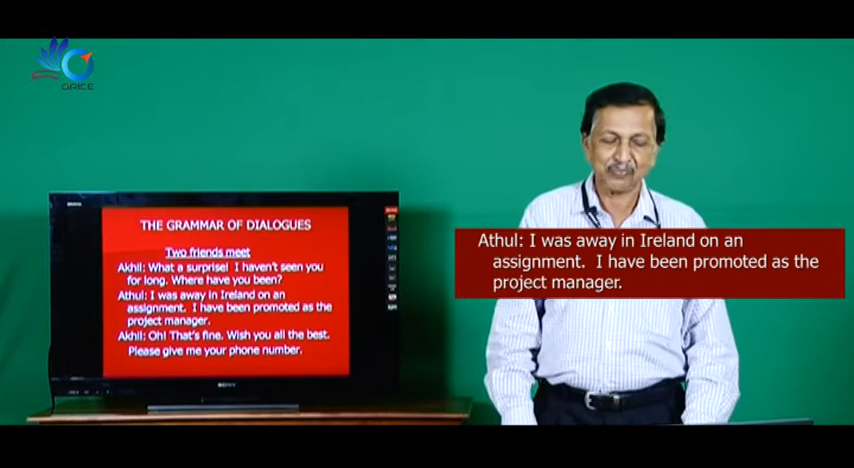 ORICE
THE GRAMMAR OF DIALOGUES
Two friends meet
Akhil: What a surprise! I haven't seen you
for long. Where have you been?
Athul: I was away in Ireland on an
assignment. I have been promoted as the
project manager.
Akhil: Oh! That's fine. Wish you all the best.
Please give me your phone number.
SONY
Athul: I was away in Ireland on an
assignment. I have been promoted as the
project manager.